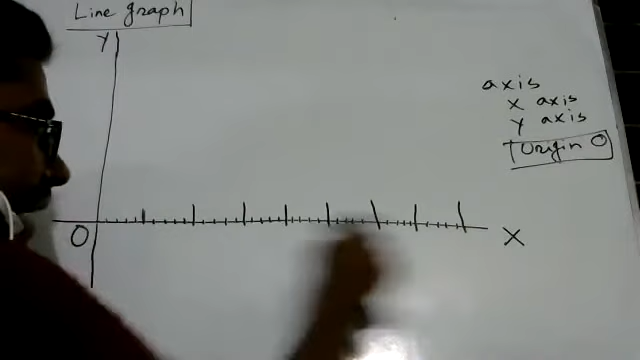 Line graph
Y
axis
X axis
Y axis
Origin O
O
X